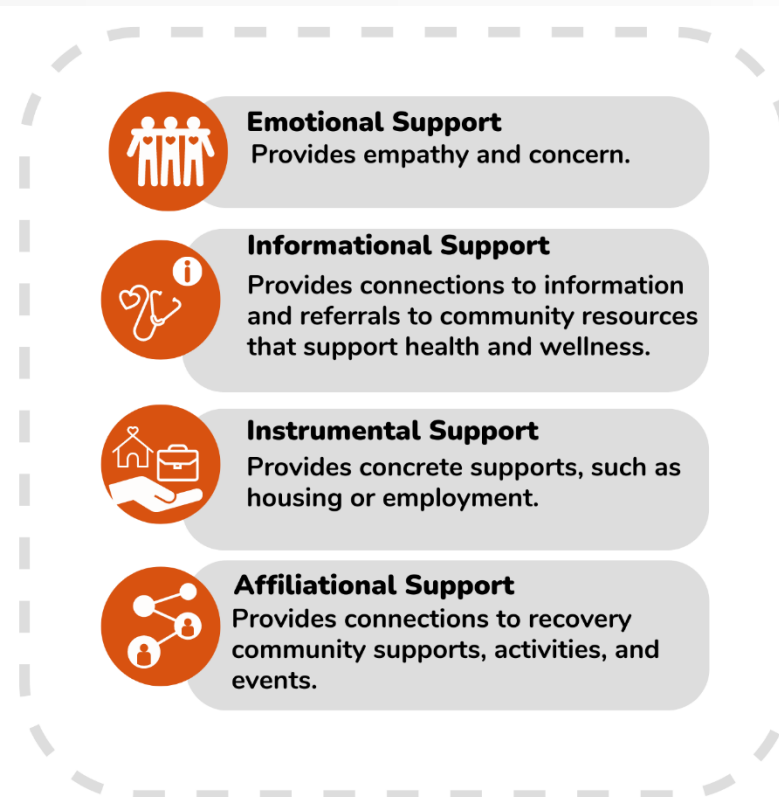 Emotional Support
Provides empathy and concern.
Informational Support
Provides connections to information
and referrals to community resources
that support health and wellness.
Instrumental Support
Provides concrete supports, such as
housing or employment.
Affiliational Support
Provides connections to recovery
community supports, activities, and
events.